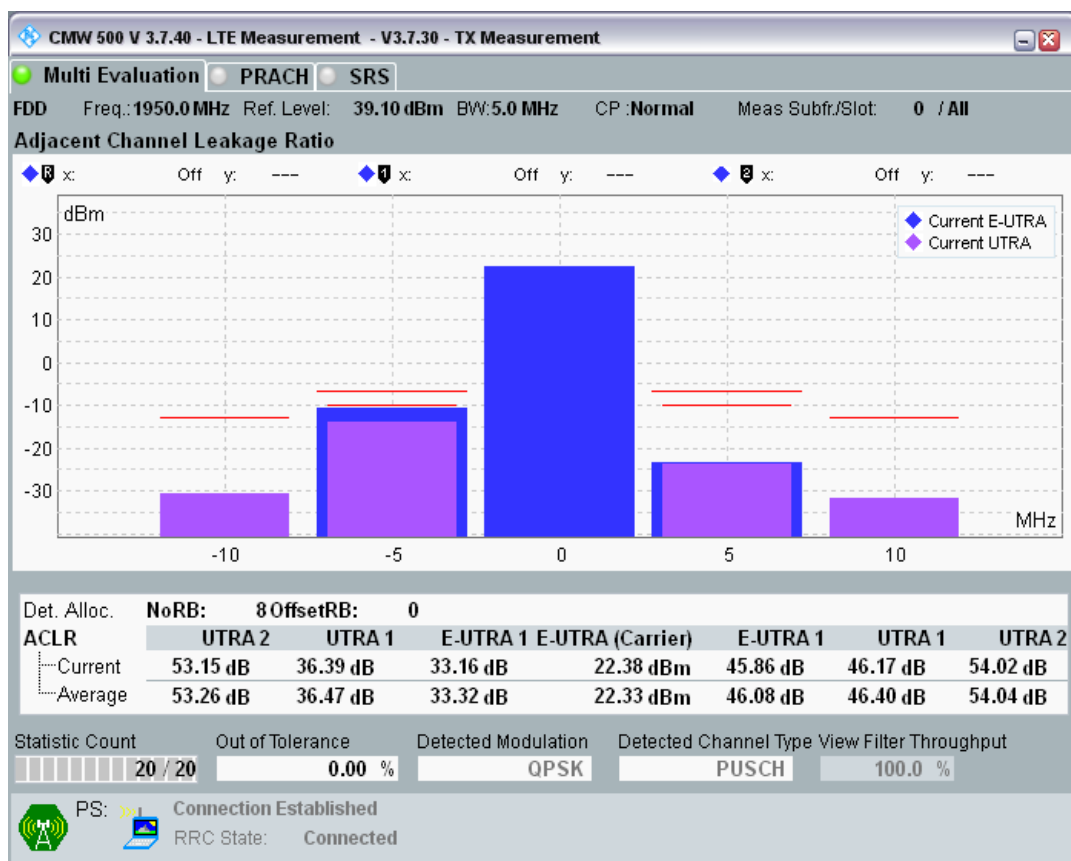 CMW 500 V 3.7.40 - LTE Measurement - V3.7.30 - TX Measurement
Multi Evaluation PRACH SRS
FDD Freq.: 1950.0 MHz Ref. Level: 39.10 dBm BW: 5.0 MHz CP : Normal Meas Subfr./Slot: 0 / All
Adjacent Channel Leakage Ratio
R x: Off y: --- 1 x: Off y: --- 2 x: Off y: ---
dBm
Current E-UTRA
Current UTRA
30
20
10
0
-10
-20
-30
MHz
-10 -5 0 5 10
Det. Alloc. NoRB: 8 OffsetRB: 0
ACLR UTRA 2 UTRA 1 E-UTRA 1 E-UTRA (Carrier) E-UTRA 1 UTRA 1 UTRA 2
Current 53.15 dB 36.39 dB 33.16 dB 22.38 dBm 45.86 dB 46.17 dB 54.02 dB
Average 53.26 dB 36.47 dB 33.32 dB 22.33 dBm 46.08 dB 46.40 dB 54.04 dB
Statistic Count Out of Tolerance Detected Modulation Detected Channel Type View Filter Throughput
20 / 20 0.00 % QPSK PUSCH 100.0 %
PS: Connection Established
RRC State: Connected